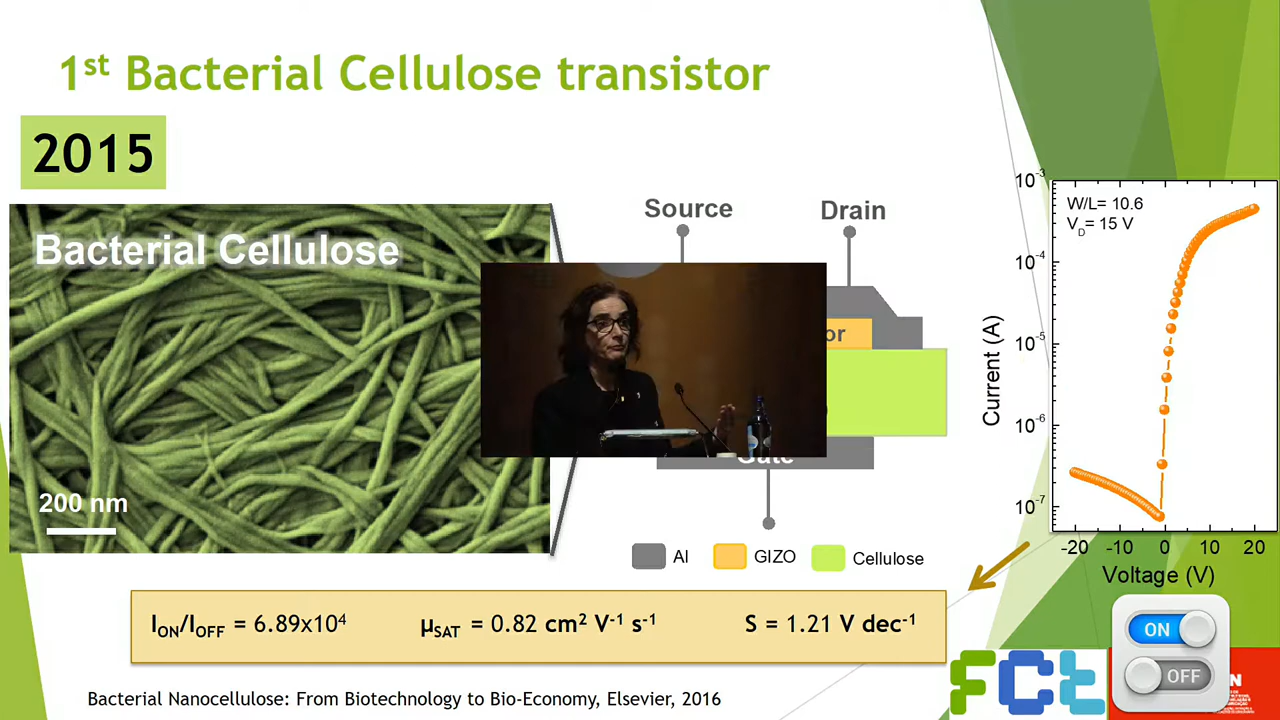 1st Bacterial Cellulose transistor
2015
Bacterial Cellulose
200 nm
Source
Drain
or
Gate
Al
GIZO
Cellulose
10-3
10-4
10-5
10-6
10-7
W/L= 10.6
VD= 15 V
Current (A)
-20 -10 0 10 20
Voltage (V)
ION/IOFF = 6.89x10⁴ µSAT = 0.82 cm² V-1 s-1 S = 1.21 V dec-1
ON
OFF
FCt
Bacterial Nanocellulose: From Biotechnology to Bio-Economy, Elsevier, 2016